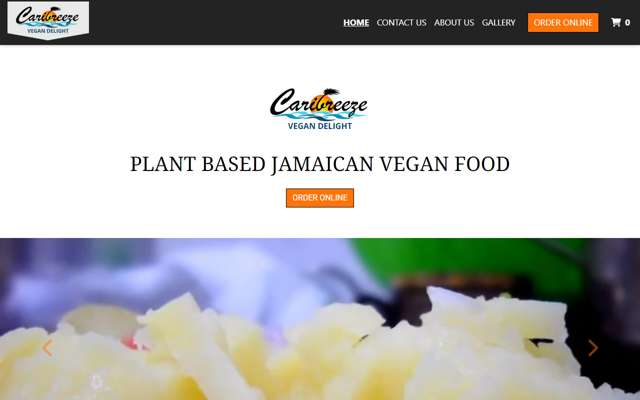 Caribreeze
VEGAN DELIGHT
HOME
CONTACT US
ABOUT US
GALLERY
ORDER ONLINE
0
Caribreeze
VEGAN DELIGHT
PLANT BASED JAMAICAN VEGAN FOOD
ORDER ONLINE